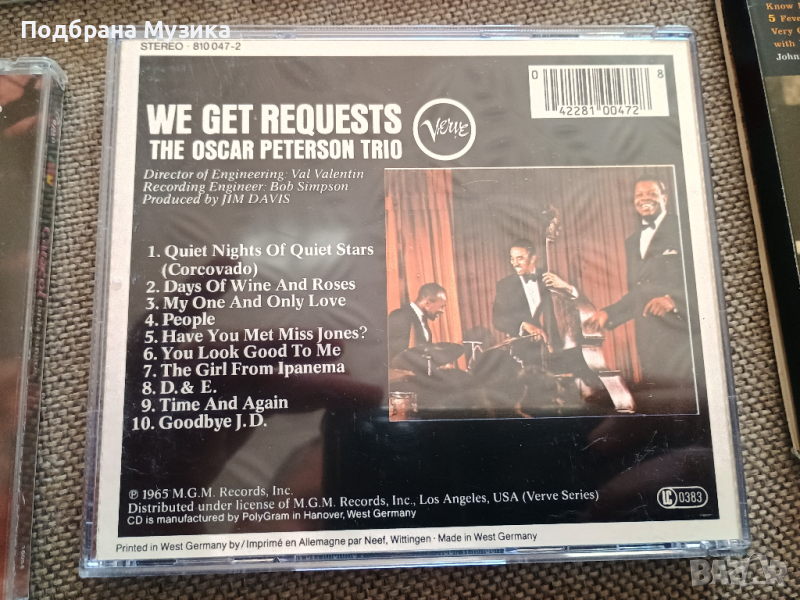 Подбрана Музика
STEREO · 810 047-2
0 8
42281 00472
WE GET REQUESTS
THE OSCAR PETERSON TRIO
Verve
Director of Engineering: Val Valentin
Recording Engineer: Bob Simpson
Produced by JIM DAVIS
1. Quiet Nights Of Quiet Stars
(Corcovado)
2. Days Of Wine And Roses
3. My One And Only Love
4. People
5. Have You Met Miss Jones?
6. You Look Good To Me
7. The Girl From Ipanema
8. D. & E.
9. Time And Again
10. Goodbye J. D.
℗ 1965 M.G.M. Records, Inc.
Distributed under license of M.G.M. Records, Inc., Los Angeles, USA (Verve Series)
CD is manufactured by PolyGram in Hanover, West Germany
LC 0383
Printed in West Germany by / Imprimé en Allemagne par Neef, Wittingen · Made in West Germany
Know
5 Feve
Very
with
John